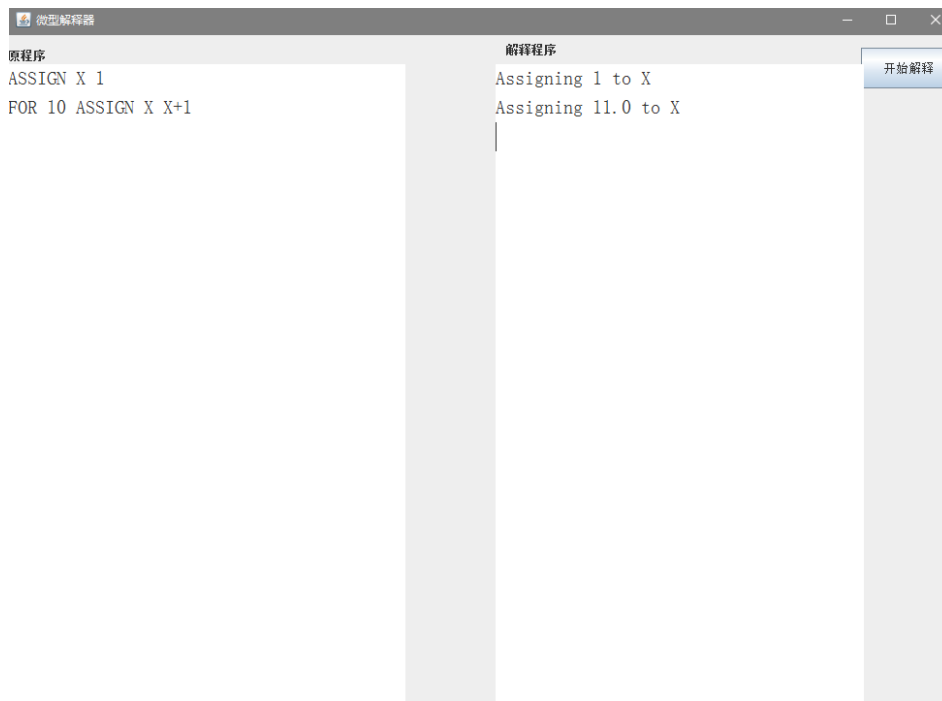 微型解释器
原程序
解释程序
开始解释
ASSIGN X 1
FOR 10 ASSIGN X X+1
Assigning 1 to X
Assigning 11.0 to X